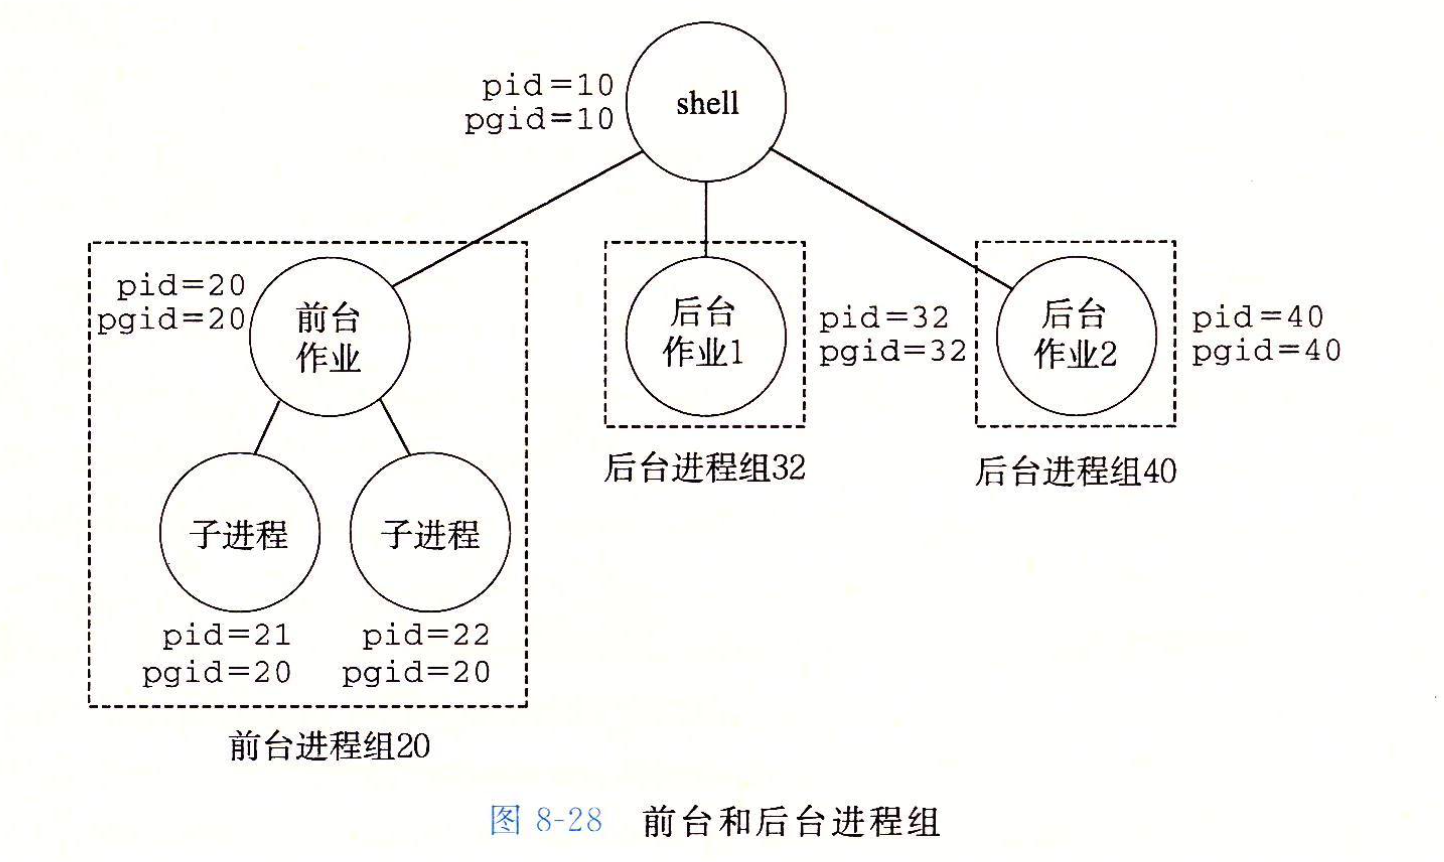 pid=10
pgid=10
shell
pid=20
pgid=20
前台
作业
后台
作业1
pid=32
pgid=32
后台
作业2
pid=40
pgid=40
后台进程组32
后台进程组40
子进程
子进程
pid=21
pgid=20
pid=22
pgid=20
前台进程组20
图 8-28 前台和后台进程组